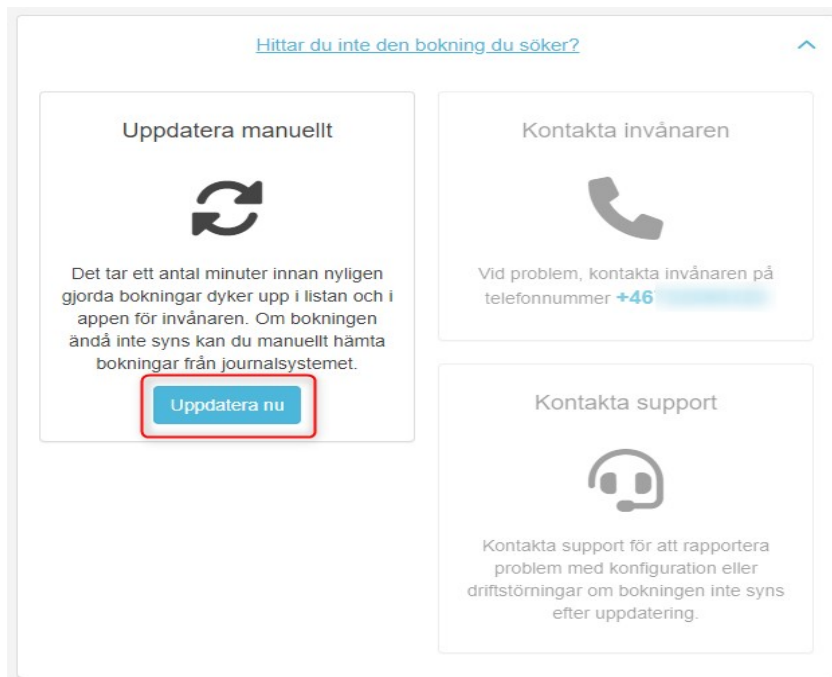 Hittar du inte den bokning du söker?
Uppdatera manuellt
Det tar ett antal minuter innan nyligen
gjorda bokningar dyker upp i listan och i
appen för invånaren. Om bokningen
ändå inte syns kan du manuellt hämta
bokningar från journalsystemet.
Uppdatera nu
Kontakta invånaren
Vid problem, kontakta invånaren på
telefonnummer +46
Kontakta support
Kontakta support för att rapportera
problem med konfiguration eller
driftstörningar om bokningen inte syns
efter uppdatering.